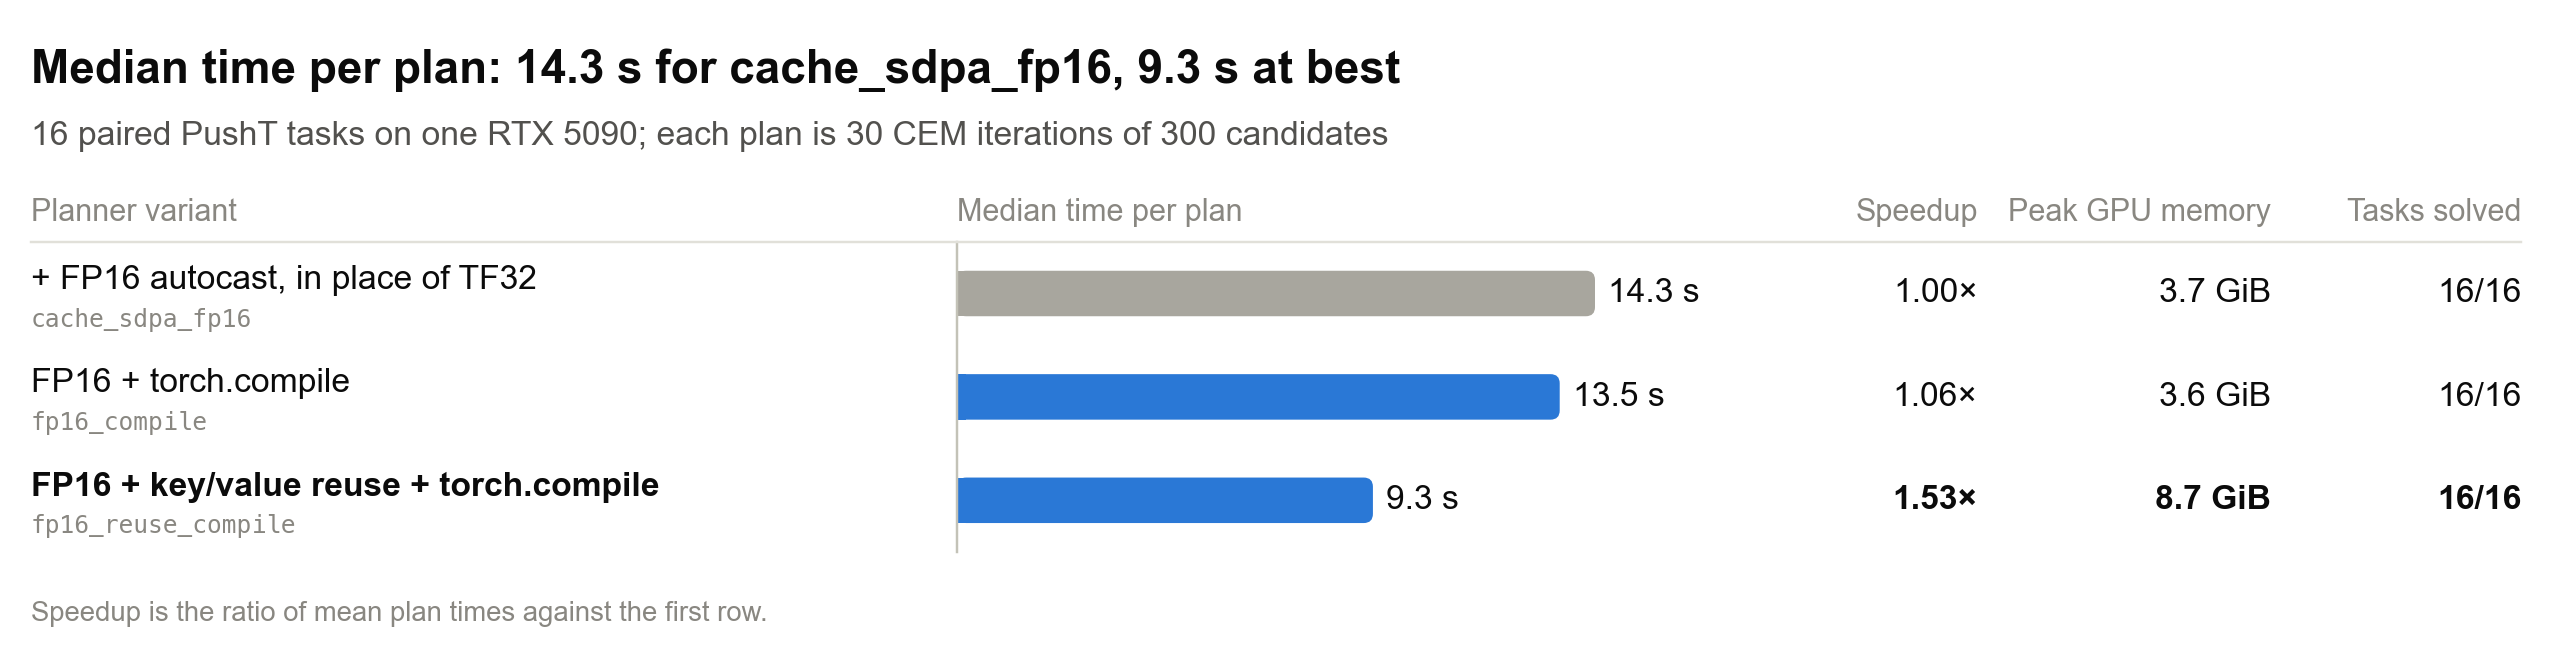 Median time per plan: 14.3 s for cache_sdpa_fp16, 9.3 s at best
16 paired PushT tasks on one RTX 5090; each plan is 30 CEM iterations of 300 candidates
Planner variant Median time per plan Speedup Peak GPU memory Tasks solved
+ FP16 autocast, in place of TF32 14.3 s 1.00× 3.7 GiB 16/16
cache_sdpa_fp16
FP16 + torch.compile 13.5 s 1.06× 3.6 GiB 16/16
fp16_compile
FP16 + key/value reuse + torch.compile 9.3 s 1.53× 8.7 GiB 16/16
fp16_reuse_compile
Speedup is the ratio of mean plan times against the first row.